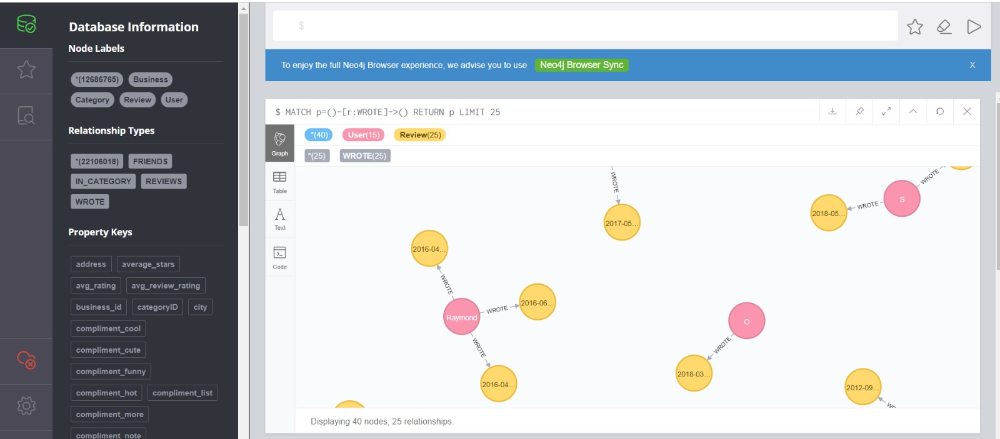 Database Information
Node Labels
*(12686765) Business
Category Review User
Relationship Types
*(22106018) FRIENDS
IN_CATEGORY REVIEWS
WROTE
Property Keys
address average_stars
avg_rating avg_review_rating
business_id categoryID city
compliment_cool
compliment_cute
compliment_funny
compliment_hot compliment_list
compliment_more
compliment_note
$
To enjoy the full Neo4j Browser experience, we advise you to use Neo4j Browser Sync X
$ MATCH p=()-[r:WROTE]->() RETURN p LIMIT 25
Graph
Table
Text
Code
*(40) User(15) Review(25)
*(25) WROTE(25)
WROTE
2017-05...
WROTE
S
WROTE
2018-05...
2016-04...
WROTE
Raymond
WROTE
2016-06...
WROTE
2016-04...
O
WROTE
2018-03...
2012-09...
Displaying 40 nodes, 25 relationships.